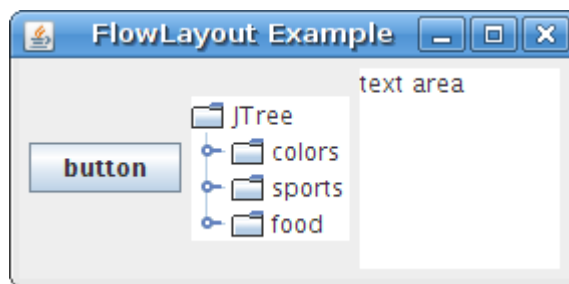 FlowLayout Example
button
JTree
colors
sports
food
text area